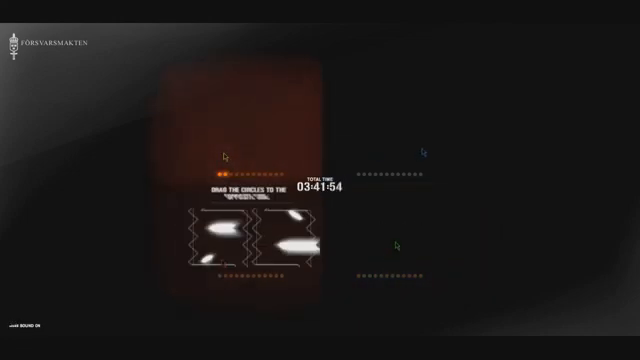 FÖRSVARSMAKTEN
TOTAL TIME
03:41:54
DRAG THE CIRCLES TO THE
SOUND ON